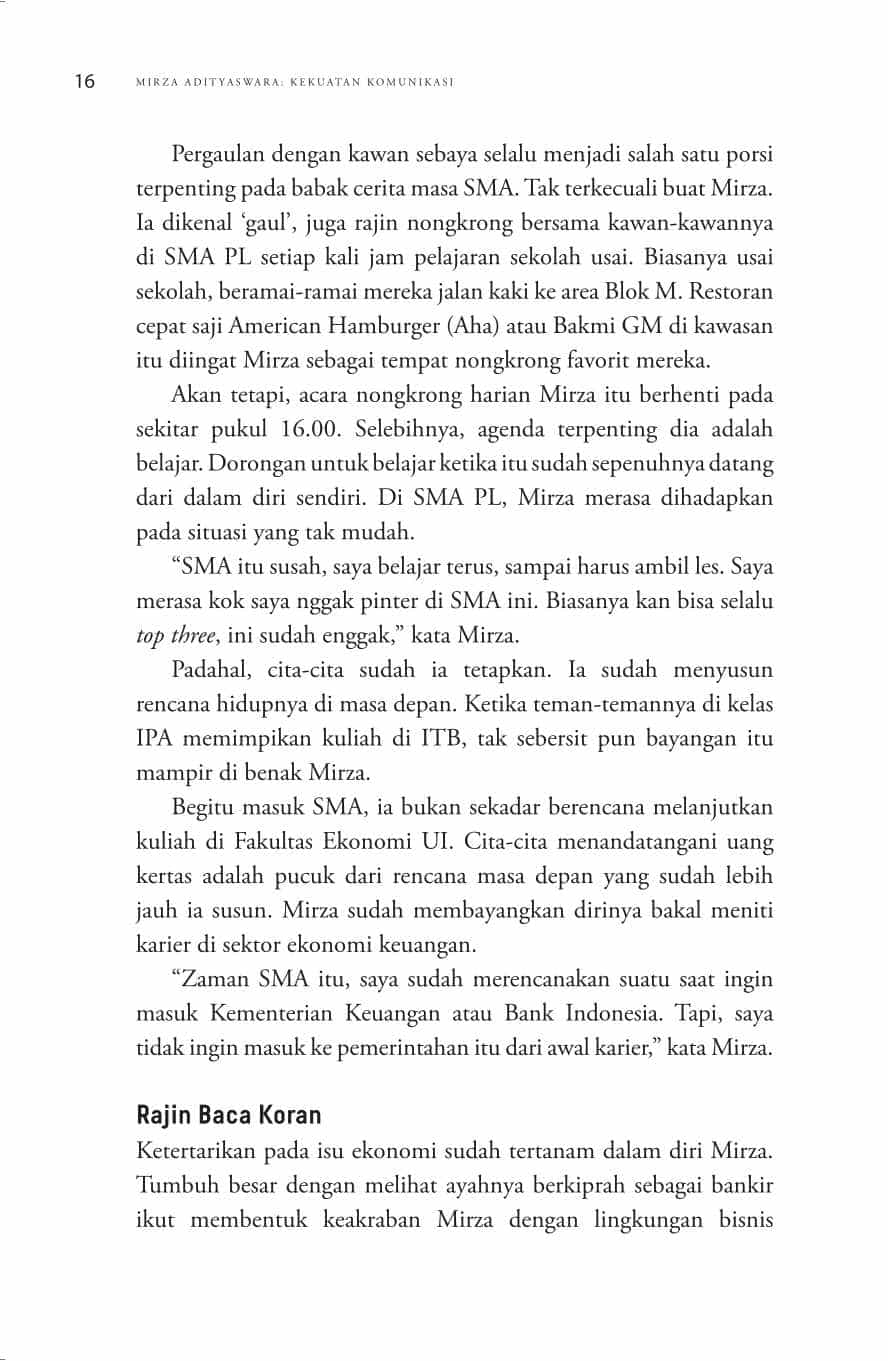 16
MIRZA ADITYASWARA: KEKUATAN KOMUNIKASI
Pergaulan dengan kawan sebaya selalu menjadi salah satu porsi
terpenting pada babak cerita masa SMA. Tak terkecuali buat Mirza.
Ia dikenal ‘gaul’, juga rajin nongkrong bersama kawan-kawannya
di SMA PL setiap kali jam pelajaran sekolah usai. Biasanya usai
sekolah, beramai-ramai mereka jalan kaki ke area Blok M. Restoran
cepat saji American Hamburger (Aha) atau Bakmi GM di kawasan
itu diingat Mirza sebagai tempat nongkrong favorit mereka.
Akan tetapi, acara nongkrong harian Mirza itu berhenti pada
sekitar pukul 16.00. Selebihnya, agenda terpenting dia adalah
belajar. Dorongan untuk belajar ketika itu sudah sepenuhnya datang
dari dalam diri sendiri. Di SMA PL, Mirza merasa dihadapkan
pada situasi yang tak mudah.
“SMA itu susah, saya belajar terus, sampai harus ambil les. Saya
merasa kok saya nggak pinter di SMA ini. Biasanya kan bisa selalu
top three, ini sudah enggak,” kata Mirza.
Padahal, cita-cita sudah ia tetapkan. Ia sudah menyusun
rencana hidupnya di masa depan. Ketika teman-temannya di kelas
IPA memimpikan kuliah di ITB, tak sebersit pun bayangan itu
mampir di benak Mirza.
Begitu masuk SMA, ia bukan sekadar berencana melanjutkan
kuliah di Fakultas Ekonomi UI. Cita-cita menandatangani uang
kertas adalah pucuk dari rencana masa depan yang sudah lebih
jauh ia susun. Mirza sudah membayangkan dirinya bakal meniti
karier di sektor ekonomi keuangan.
“Zaman SMA itu, saya sudah merencanakan suatu saat ingin
masuk Kementerian Keuangan atau Bank Indonesia. Tapi, saya
tidak ingin masuk ke pemerintahan itu dari awal karier,” kata Mirza.
Rajin Baca Koran
Ketertarikan pada isu ekonomi sudah tertanam dalam diri Mirza.
Tumbuh besar dengan melihat ayahnya berkiprah sebagai bankir
ikut membentuk keakraban Mirza dengan lingkungan bisnis